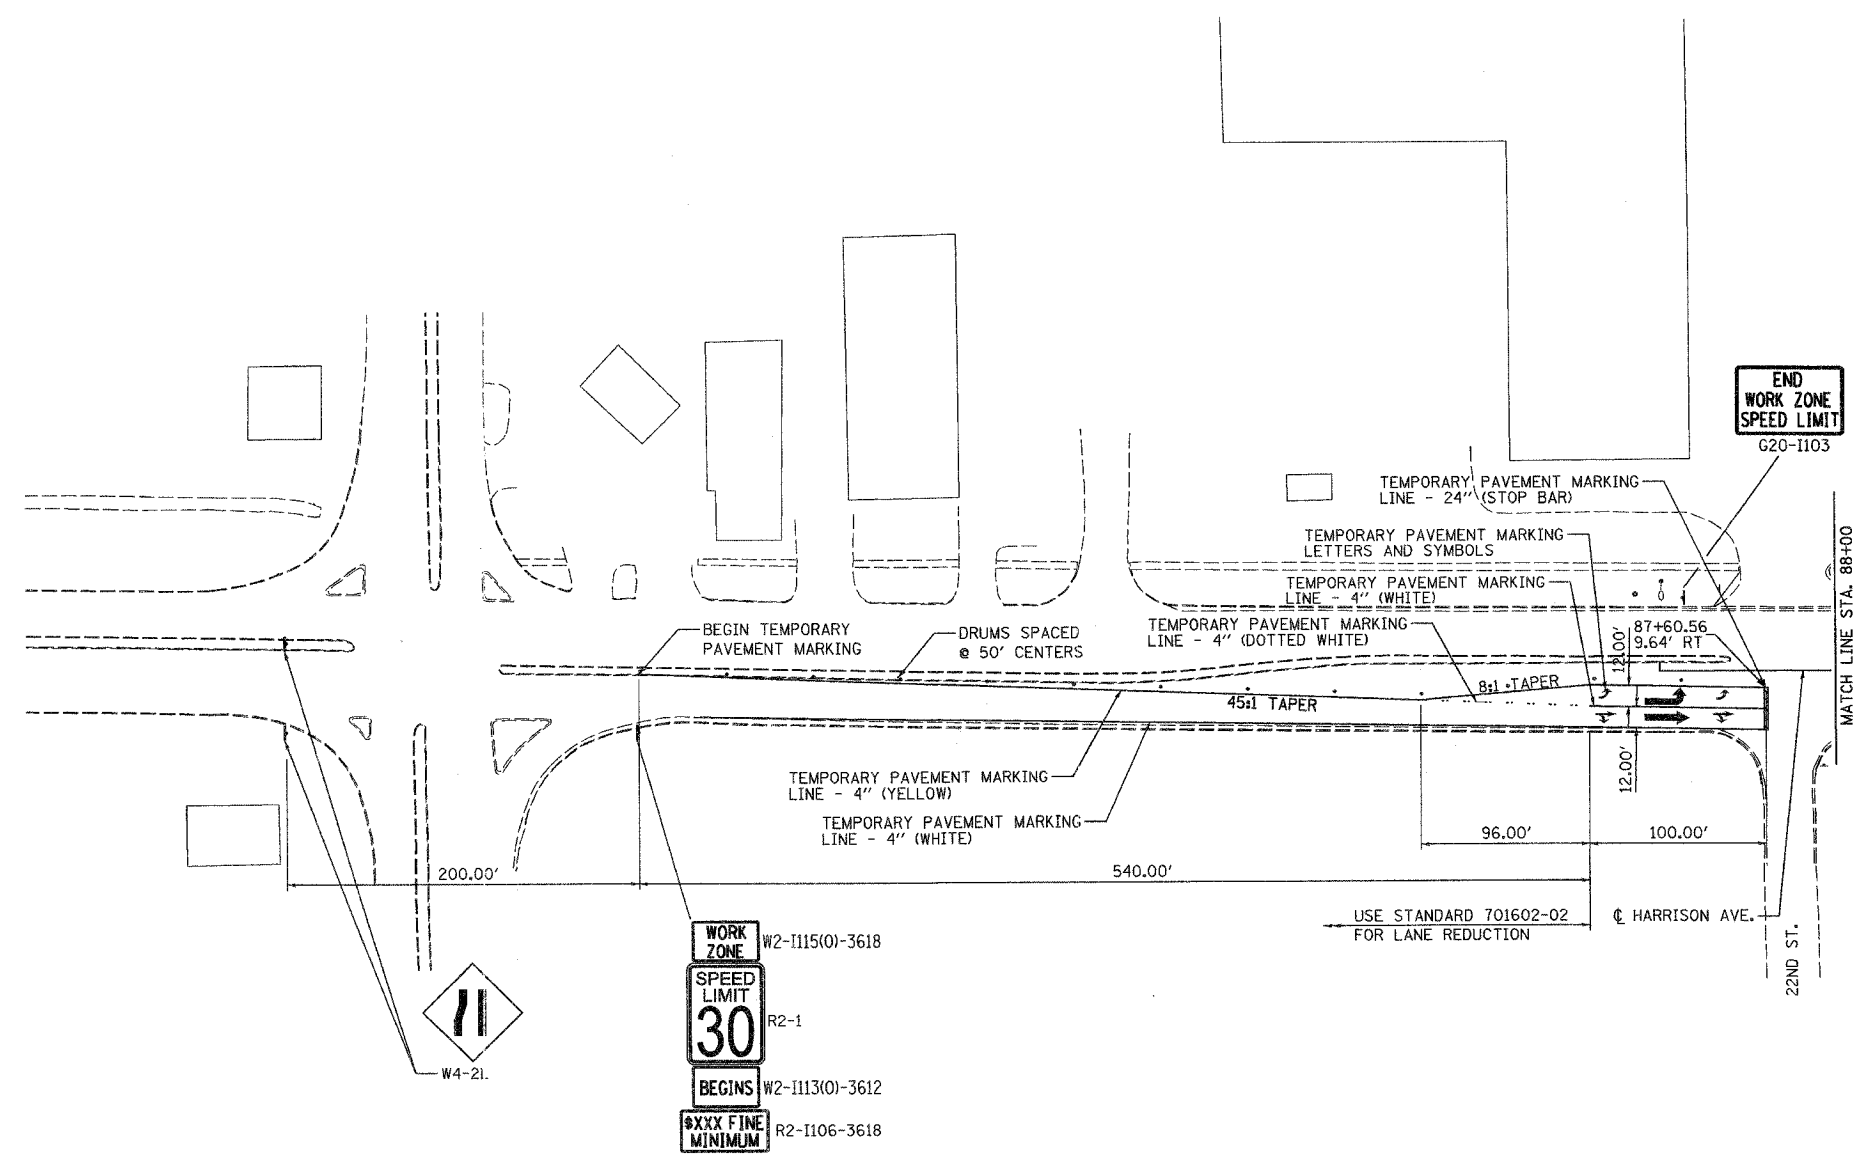 END
WORK ZONE
SPEED LIMIT
G20-I103
TEMPORARY PAVEMENT MARKING
LINE - 24" (STOP BAR)
TEMPORARY PAVEMENT MARKING
LETTERS AND SYMBOLS
TEMPORARY PAVEMENT MARKING
LINE - 4" (WHITE)
TEMPORARY PAVEMENT MARKING
LINE - 4" (DOTTED WHITE)
MATCH LINE STA. 88+00
87+60.56
9.64' RT
12.00'
BEGIN TEMPORARY
PAVEMENT MARKING
DRUMS SPACED
@ 50' CENTERS
8:1 TAPER
45:1 TAPER
12.00'
TEMPORARY PAVEMENT MARKING
LINE - 4" (YELLOW)
TEMPORARY PAVEMENT MARKING
LINE - 4" (WHITE)
96.00'
100.00'
200.00'
540.00'
USE STANDARD 701602-02
FOR LANE REDUCTION
℄ HARRISON AVE.
22ND ST.
WORK
ZONE
W2-I115(O)-3618
SPEED
LIMIT
30
R2-1
BEGINS
W2-I113(O)-3612
$XXX FINE
MINIMUM
R2-I106-3618
W4-2L